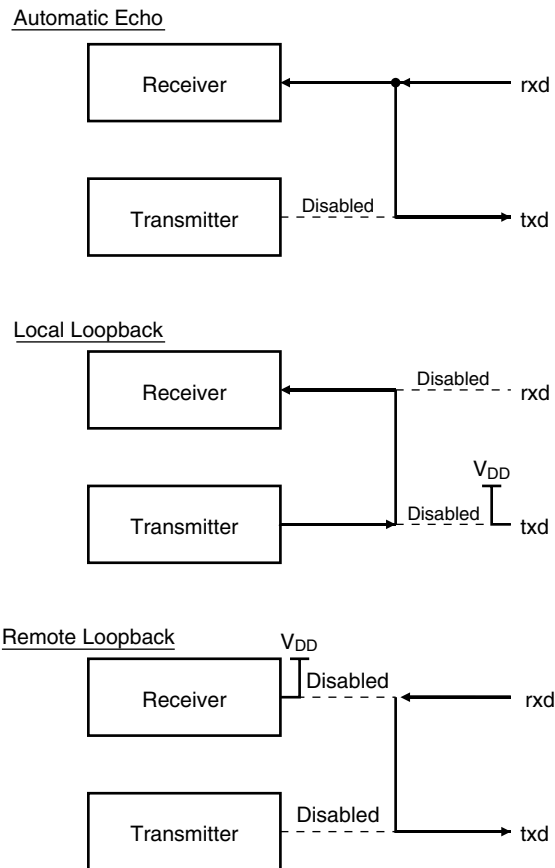 Automatic Echo
Receiver
rxd
Transmitter
Disabled
txd
Local Loopback
Receiver
Disabled
rxd
VDD
Transmitter
Disabled
txd
Remote Loopback
VDD
Receiver
Disabled
rxd
Transmitter
Disabled
txd